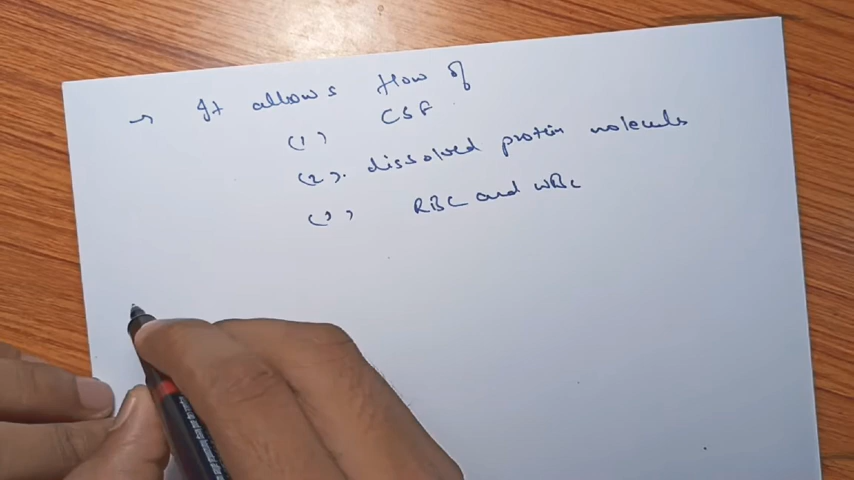 → It allows flow of
(1) CSF
(2). dissolved protein molecules
(3) RBC and WBC